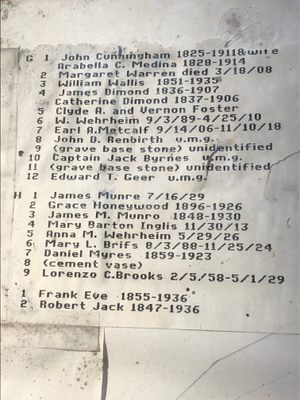 G 1 John Cunningham 1825-1911&wife
Arabella C. Medina 1828-1914
2 Margaret Warren died 3/18/08
3 William Wallis 1851-1935
4 James Dimond 1836-1907
Catherine Dimond 1837-1906
5 Clyde A. and Vernon Foster
6 W. Wehrheim 9/3/89-4/25/10
7 Earl A.Metcalf 9/14/06-11/10/18
8 John D. Renbirth u.m.g.
9 (grave base stone) unidentified
10 Captain Jack Byrnes u.m.g.
11 (grave base stone) unidentified
12 Edward T. Geer u.m.g.
H 1 James Munre 7/16/29
2 Grace Honeywood 1896-1926
3 James M. Munro 1848-1930
4 Mary Barton Inglis 11/30/13
5 Anna M. Wehrheim 5/29/26
6 Mary L. Brifs 8/3/88-11/25/24
7 Daniel Myres 1859-1923
8 (cement vase)
9 Lorenzo C.Brooks 2/5/58-5/1/29
1 Frank Eve 1855-1936
2 Robert Jack 1847-1936